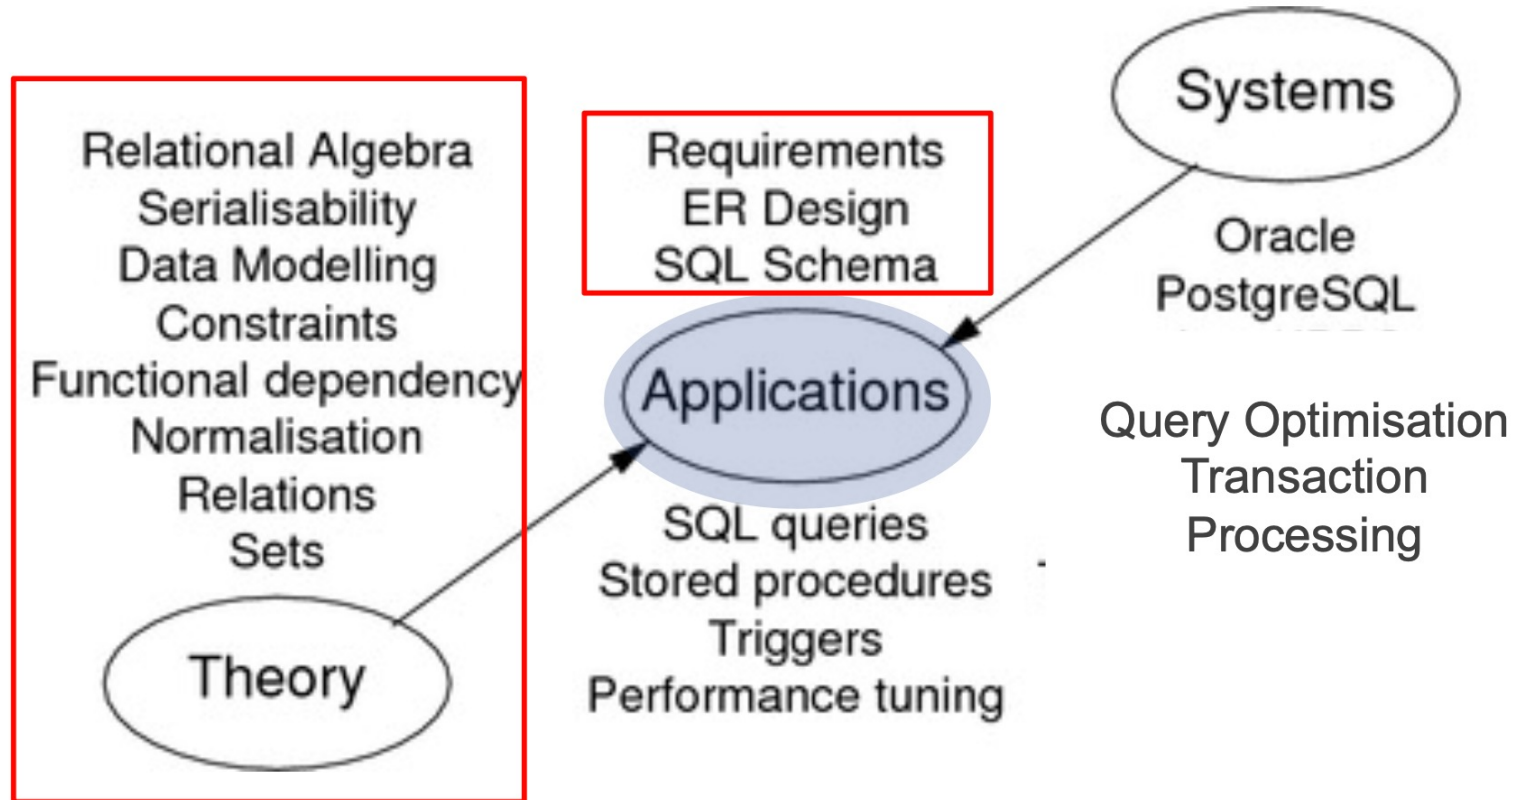 Relational Algebra
Serialisability
Data Modelling
Constraints
Functional dependency
Normalisation
Relations
Sets
Theory
Requirements
ER Design
SQL Schema
Applications
SQL queries
Stored procedures
Triggers
Performance tuning
Systems
Oracle
PostgreSQL
Query Optimisation
Transaction
Processing